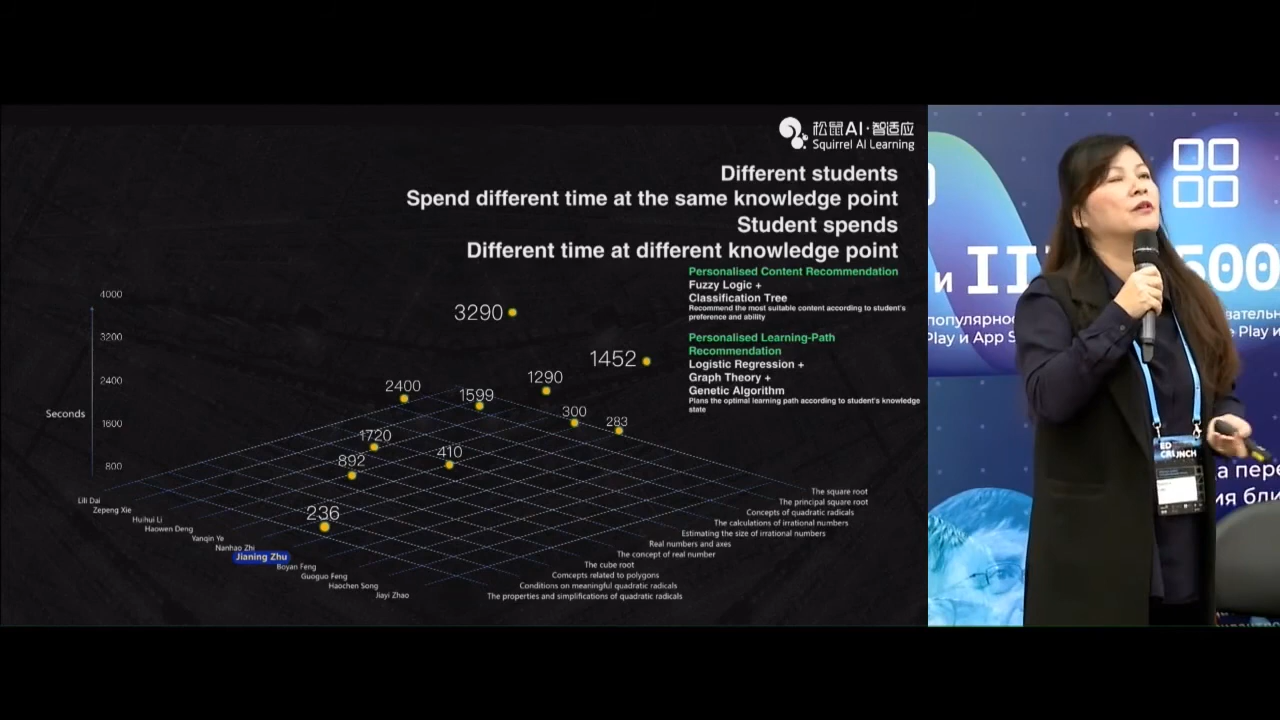 松鼠AI·智适应
Squirrel AI Learning
Different students
Spend different time at the same knowledge point
Student spends
Different time at different knowledge point
Personalised Content Recommendation
Fuzzy Logic +
Classification Tree
Recommend the most suitable content according to student's
preference and ability
Personalised Learning-Path
Recommendation
Logistic Regression +
Graph Theory +
Genetic Algorithm
Plans the optimal learning path according to student's knowledge
state
4000
3200
2400
1600
800
Seconds
3290
1452
2400
1599
1290
300
283
1720
892
410
236
Lili Dai
Zepeng Xie
Huihui Li
Haowen Deng
Yanqin Ye
Nanhao Zhi
Jianing Zhu
Boyan Feng
Guoguo Feng
Haochen Song
Jiayi Zhao
The square root
The principal square root
Concepts of quadratic radicals
The calculations of irrational numbers
Estimating the size of irrational numbers
Real numbers and axes
The concept of real number
The cube root
Comcepts related to polygons
Conditions on meaningful quadratic radicals
The properties and simplifications of quadratic radicals
и
500
Play и App S
Play и
ED
CRUNCH
а пере
ия бли